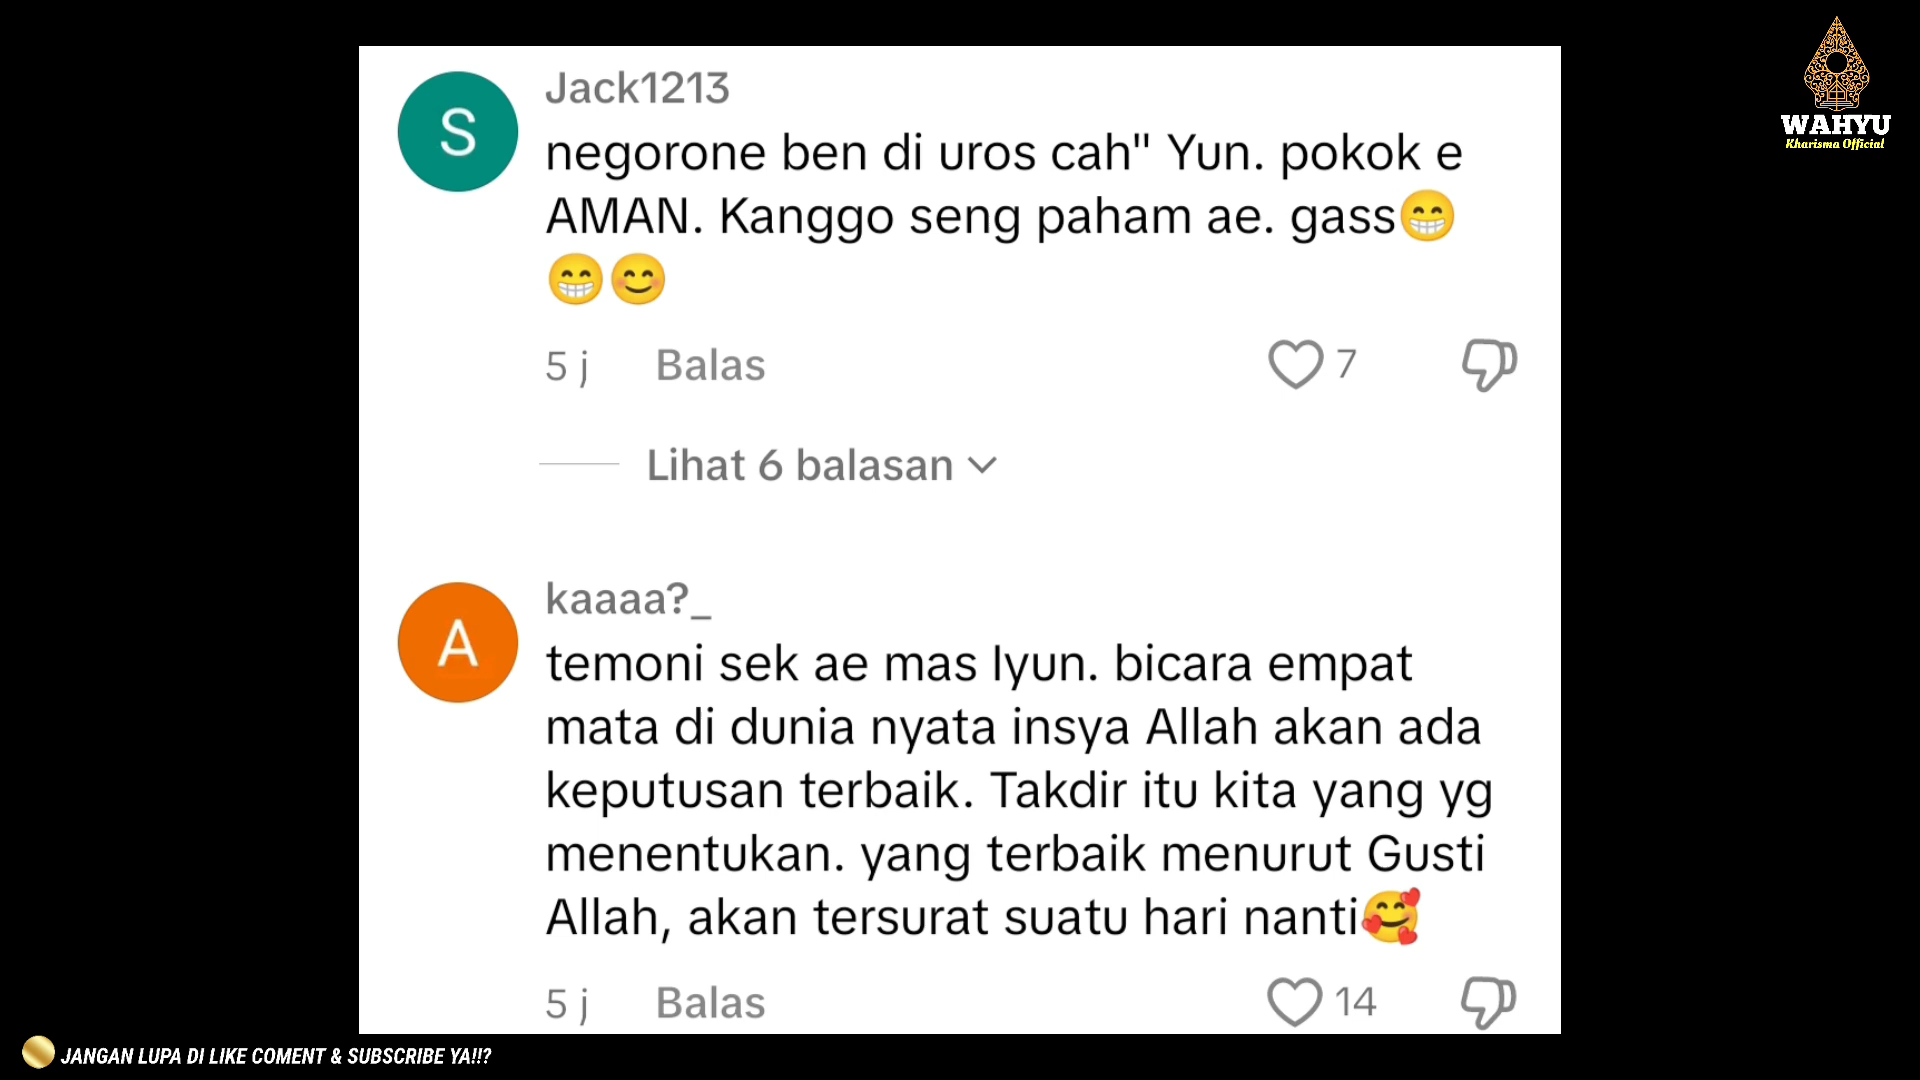 WAHYU
Kharisma Official
S
Jack1213
negorone ben di uros cah" Yun. pokok e
AMAN. Kanggo seng paham ae. gass😁
😁😊
5 j Balas 7
Lihat 6 balasan
A
kaaaa?_
temoni sek ae mas Iyun. bicara empat
mata di dunia nyata insya Allah akan ada
keputusan terbaik. Takdir itu kita yang yg
menentukan. yang terbaik menurut Gusti
Allah, akan tersurat suatu hari nanti🥰
5 j Balas 14
JANGAN LUPA DI LIKE COMENT & SUBSCRIBE YA!!?